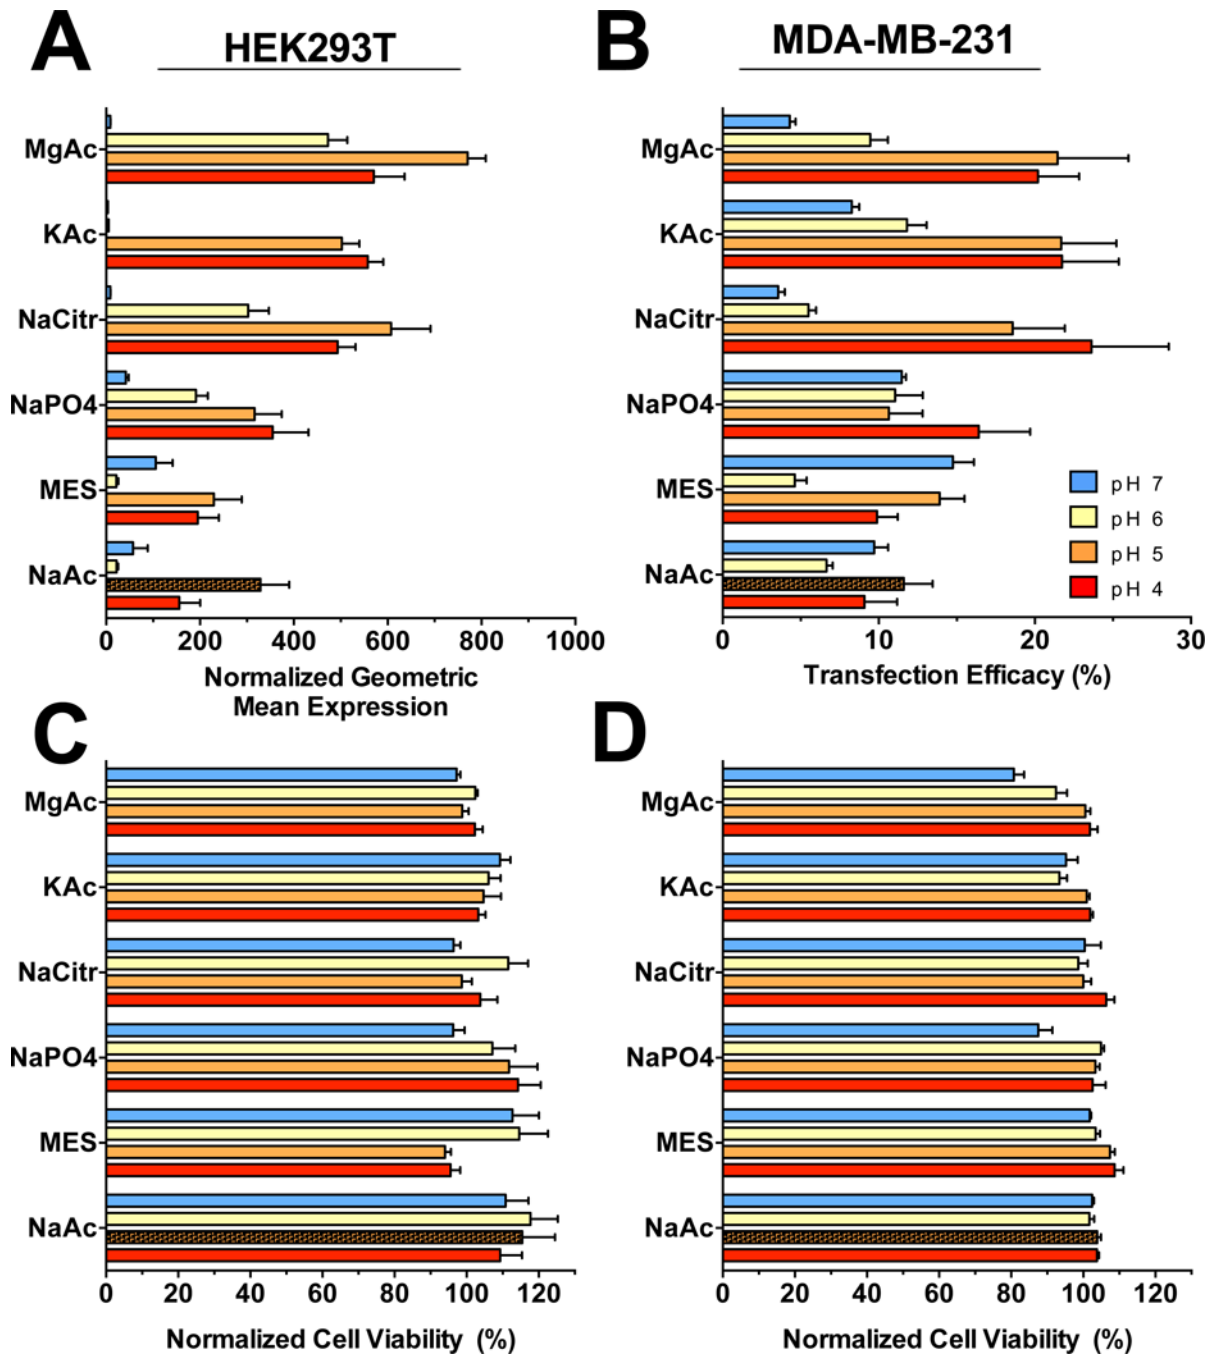 A
HEK293T
B
MDA-MB-231
MgAc
KAc
NaCitr
NaPO4
MES
NaAc
0
200
400
600
800
1000
Normalized Geometric
Mean Expression
MgAc
KAc
NaCitr
NaPO4
MES
NaAc
pH 7
pH 6
pH 5
pH 4
0
10
20
30
Transfection Efficacy (%)
C
MgAc
KAc
NaCitr
NaPO4
MES
NaAc
0
20
40
60
80
100
120
Normalized Cell Viability (%)
D
MgAc
KAc
NaCitr
NaPO4
MES
NaAc
0
20
40
60
80
100
120
Normalized Cell Viability (%)